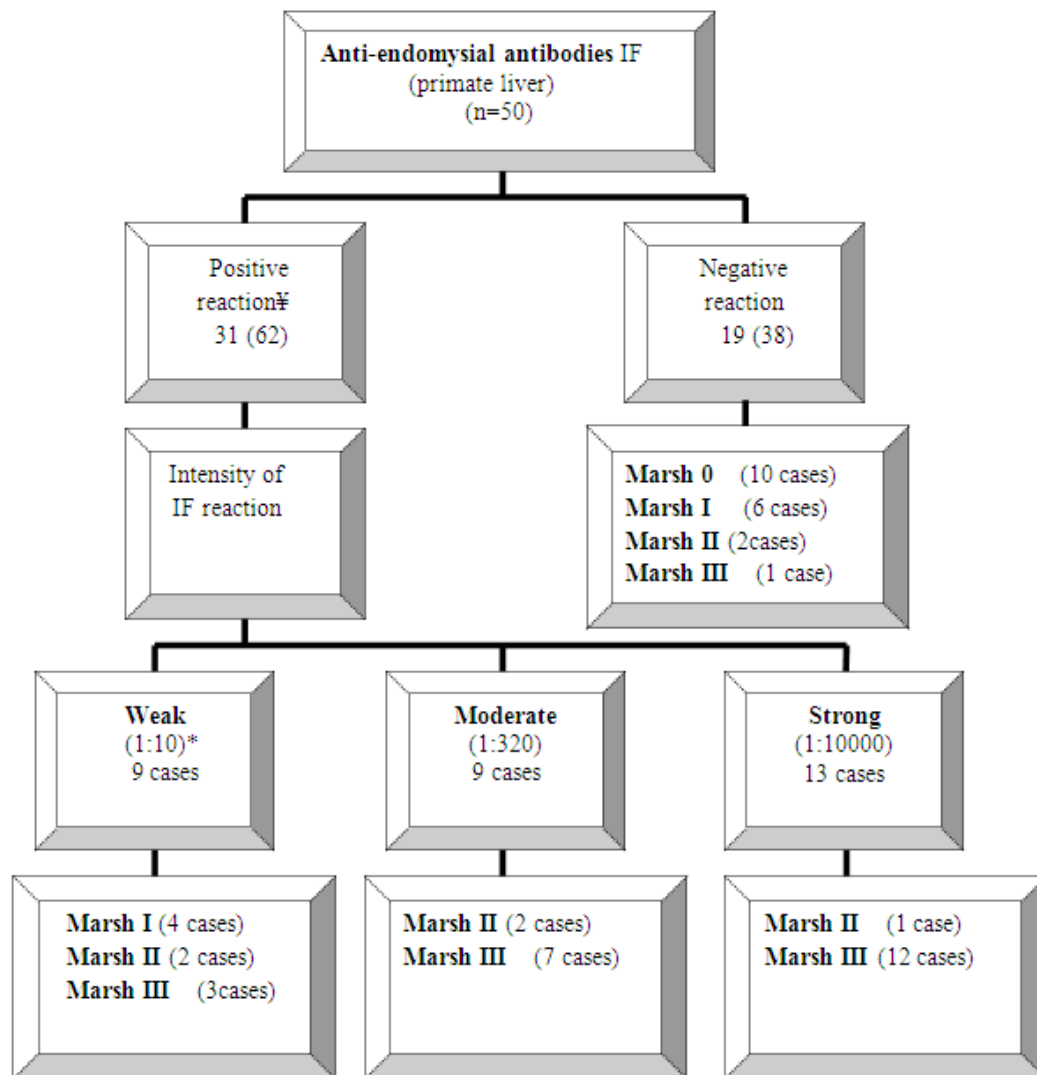 Anti-endomysial antibodies IF
(primate liver)
(n=50)
Positive
reaction¥
31 (62)
Negative
reaction
19 (38)
Intensity of
IF reaction
Marsh 0 (10 cases)
Marsh I (6 cases)
Marsh II (2cases)
Marsh III (1 case)
Weak
(1:10)*
9 cases
Moderate
(1:320)
9 cases
Strong
(1:10000)
13 cases
Marsh I (4 cases)
Marsh II (2 cases)
Marsh III (3cases)
Marsh II (2 cases)
Marsh III (7 cases)
Marsh II (1 case)
Marsh III (12 cases)